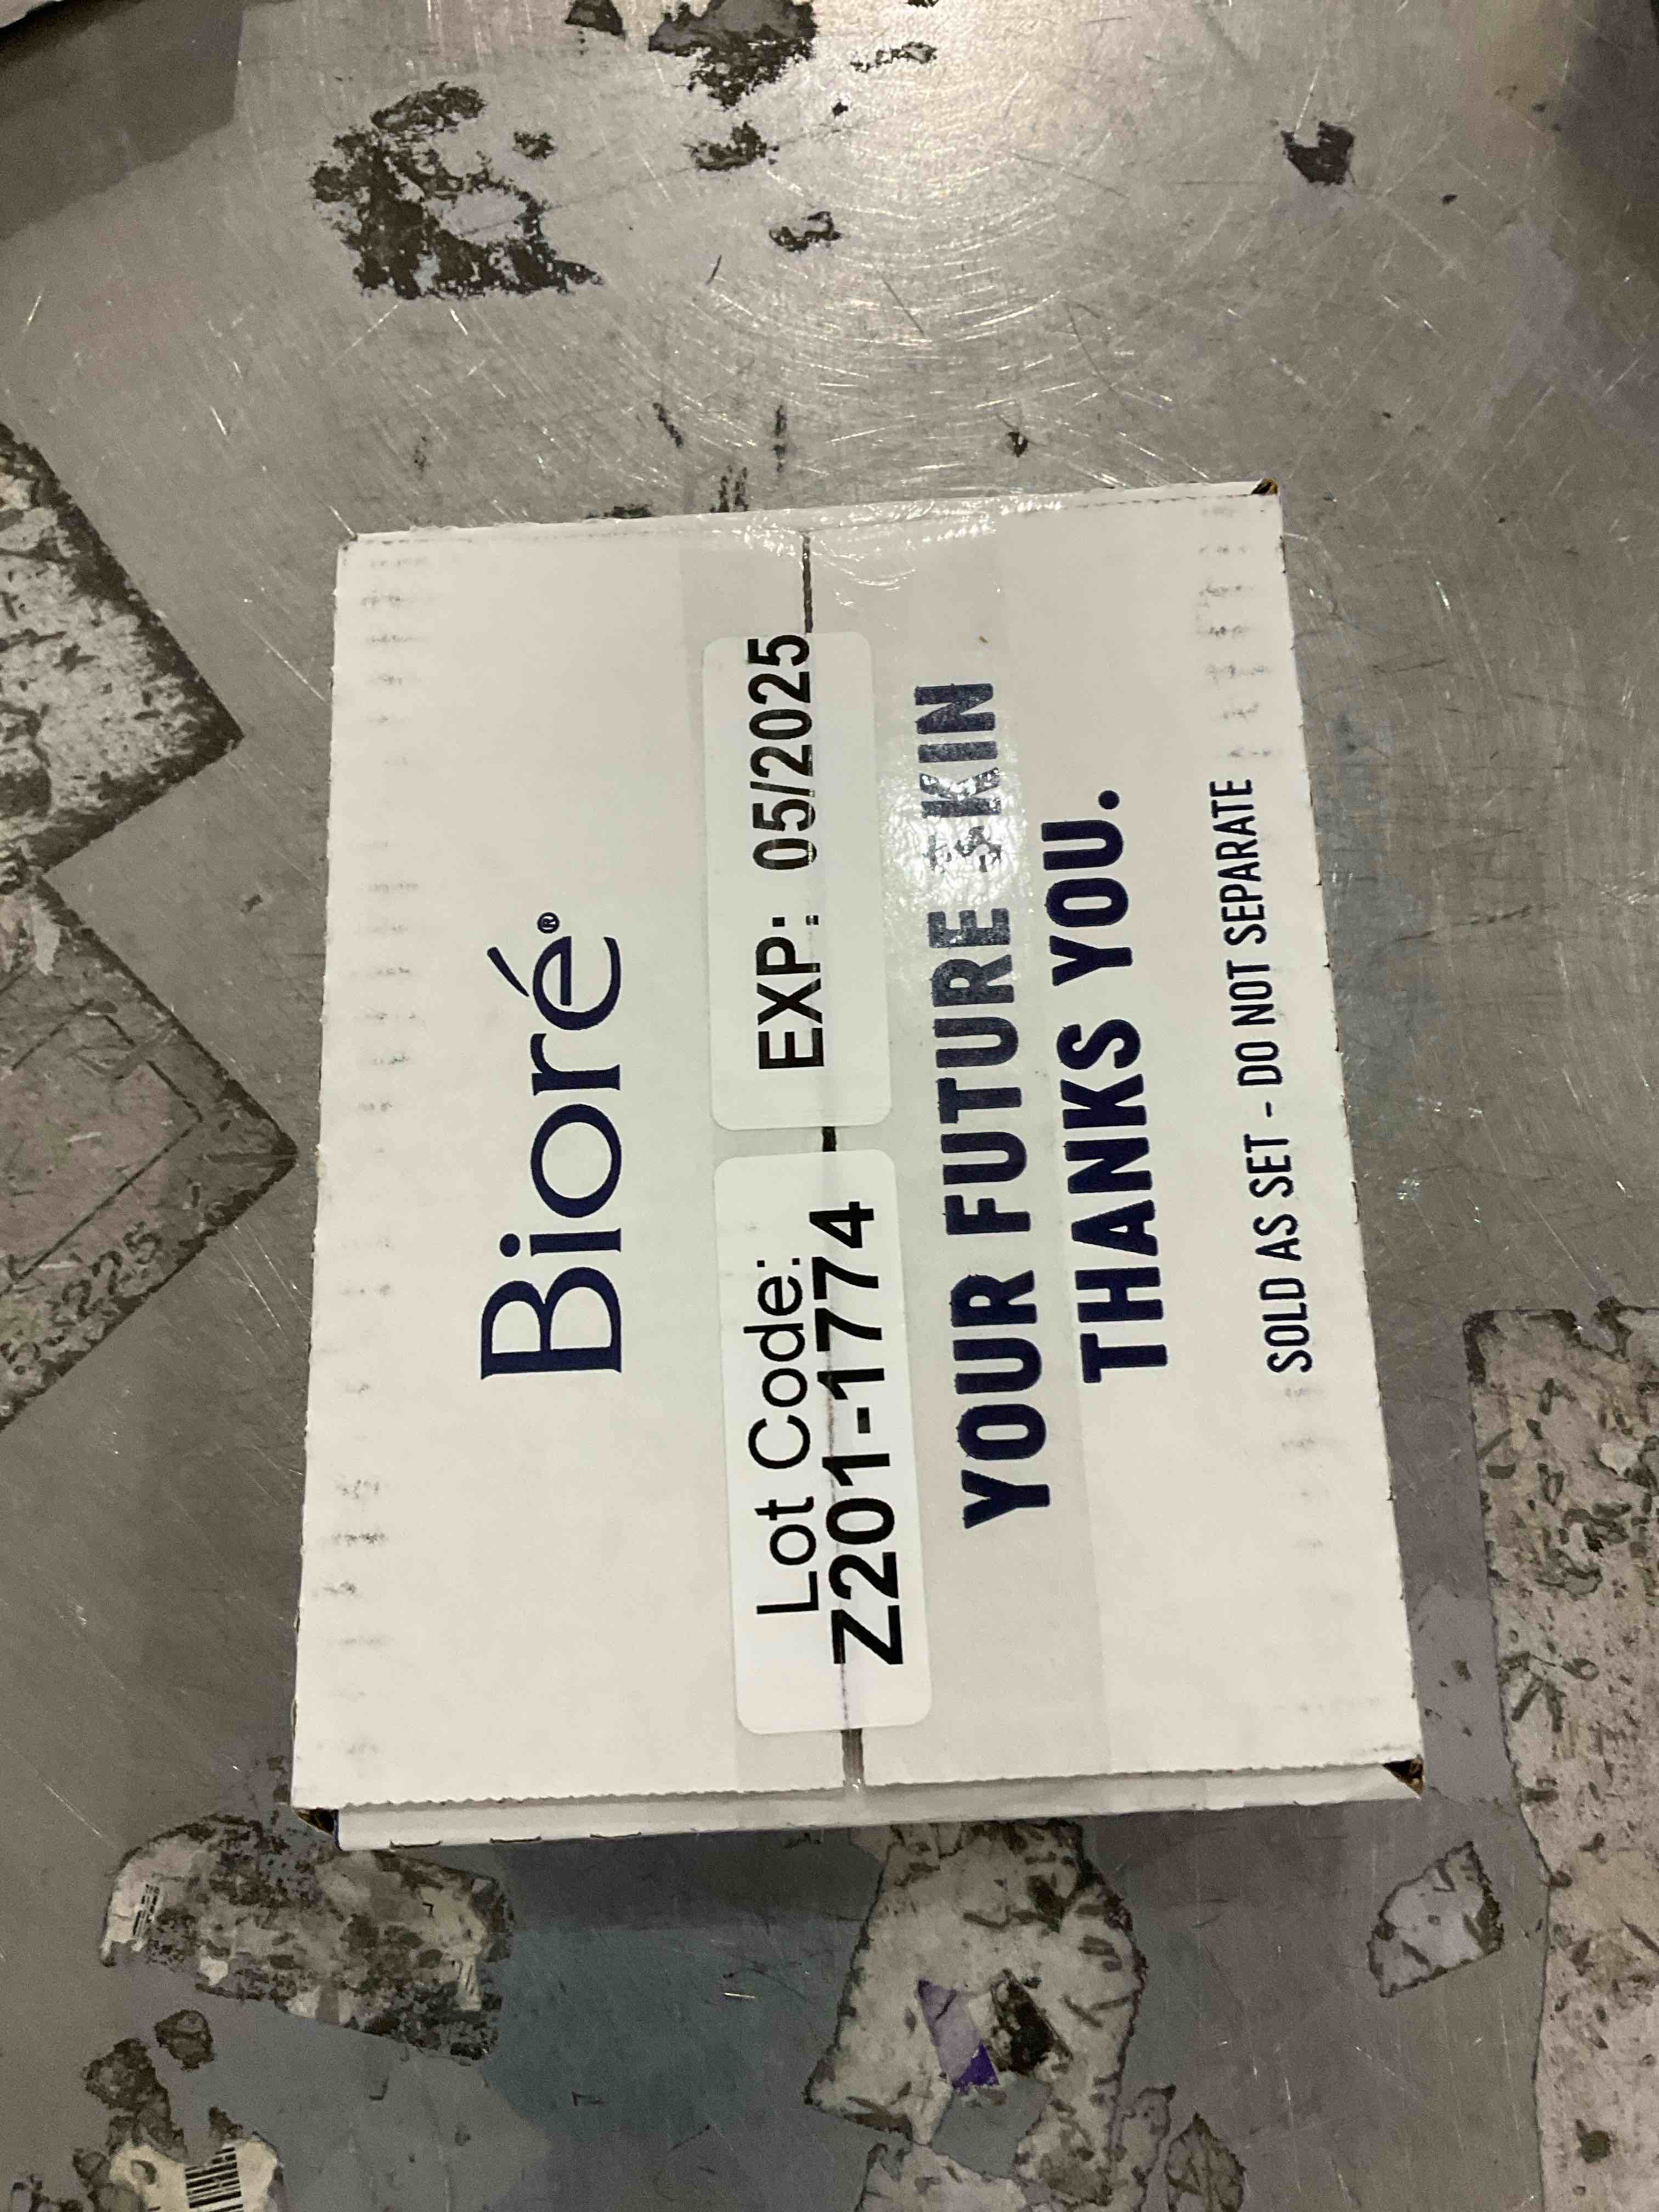 Bioré®
Lot Code:
Z201-1774
EXP: 05/2025
YOUR FUTURE SKIN
THANKS YOU.
SOLD AS SET - DO NOT SEPARATE